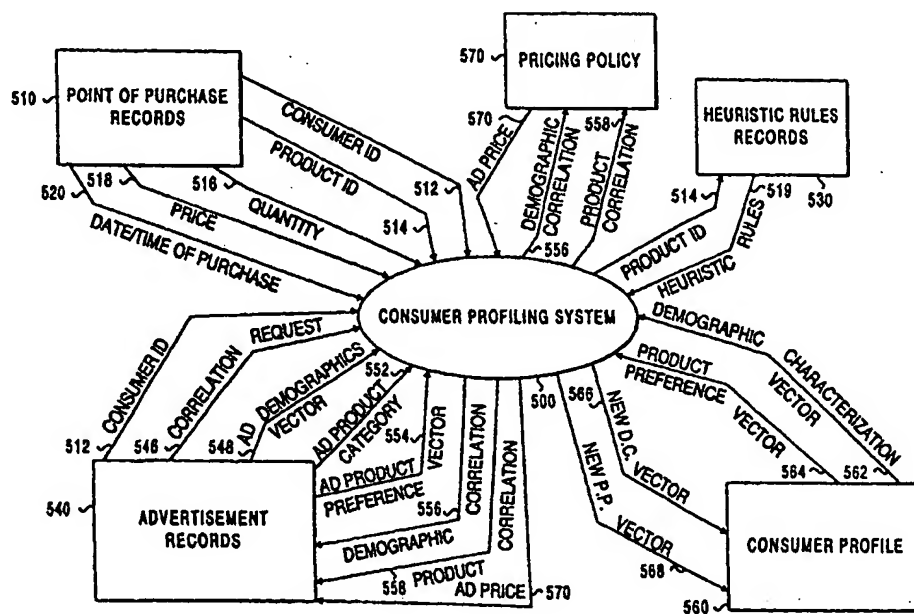 510
POINT OF PURCHASE
RECORDS
CONSUMER ID
512
PRODUCT ID
514
QUANTITY
516
PRICE
518
DATE/TIME OF PURCHASE
520
570
PRICING POLICY
570
AD PRICE
DEMOGRAPHIC
CORRELATION
556
PRODUCT
CORRELATION
558
HEURISTIC RULES
RECORDS
530
514
PRODUCT ID
519
HEURISTIC RULES
CONSUMER PROFILING SYSTEM
500
CONSUMER ID
512
CORRELATION REQUEST
546
AD DEMOGRAPHICS
VECTOR
548
AD PRODUCT
CATEGORY
552
AD PRODUCT
PREFERENCE
VECTOR
554
DEMOGRAPHIC
CORRELATION
556
PRODUCT
CORRELATION
558
AD PRICE
570
540
ADVERTISEMENT
RECORDS
566
NEW D.C. VECTOR
NEW P.P. VECTOR
568
DEMOGRAPHIC CHARACTERIZATION
VECTOR
562
PRODUCT
PREFERENCE VECTOR
564
CONSUMER PROFILE
560